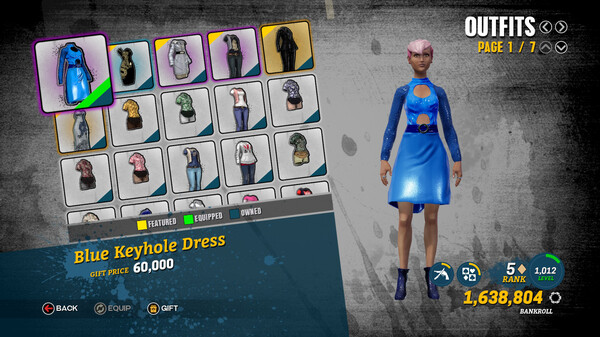 OUTFITS
PAGE 1 / 7
FEATURED EQUIPPED OWNED
Blue Keyhole Dress
GIFT PRICE 60,000
BACK EQUIP GIFT
5 RANK
1,012 LEVEL
1,638,804
BANKROLL